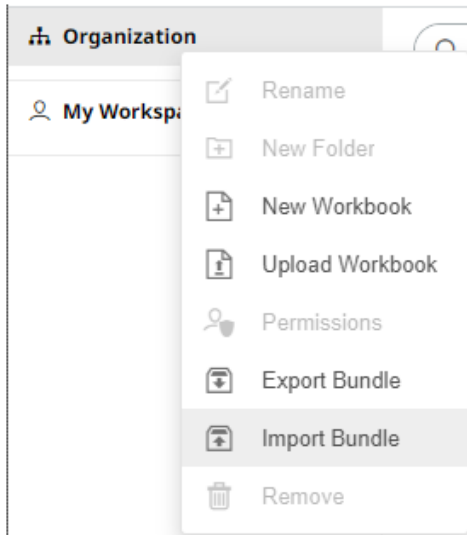 Organization
My Workspa
Rename
New Folder
New Workbook
Upload Workbook
Permissions
Export Bundle
Import Bundle
Remove